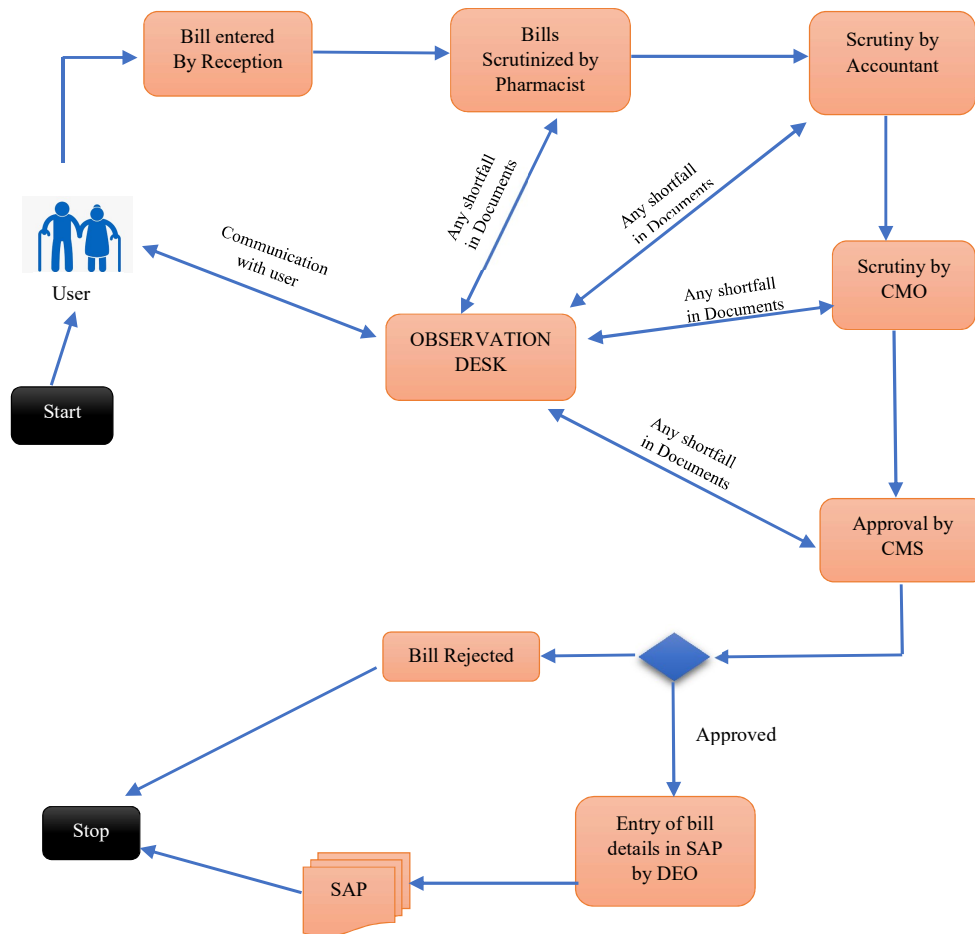 Bill entered
By Reception
Bills
Scrutinized by
Pharmacist
Scrutiny by
Accountant
Any shortfall
in Documents
Any shortfall
in Documents
Communication
with user
User
Scrutiny by
CMO
Any shortfall
in Documents
OBSERVATION
DESK
Start
Any shortfall
in Documents
Approval by
CMS
Bill Rejected
Approved
Stop
Entry of bill
details in SAP
by DEO
SAP